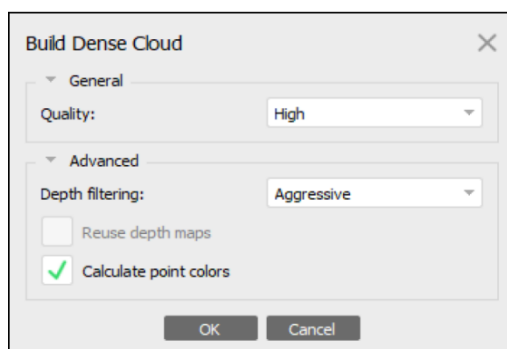 Build Dense Cloud
General
Quality: High
Advanced
Depth filtering: Aggressive
Reuse depth maps
Calculate point colors
OK Cancel